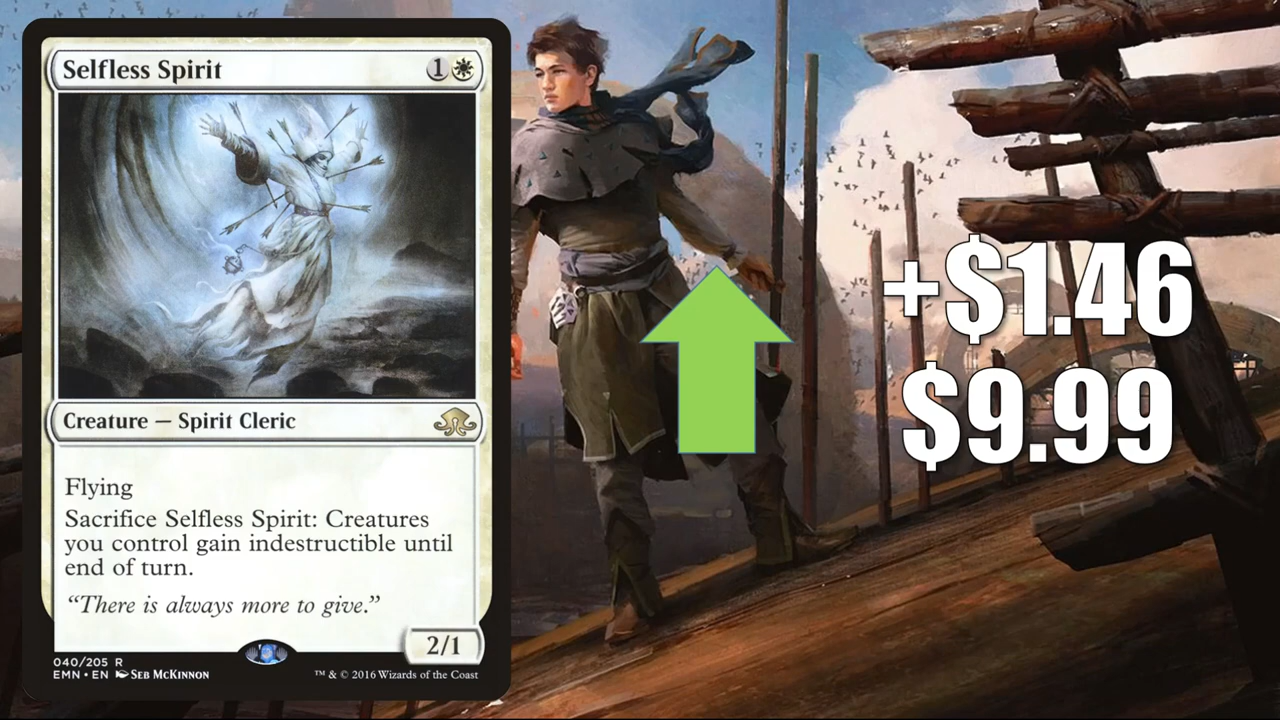 Selfless Spirit
1
Creature — Spirit Cleric
Flying
Sacrifice Selfless Spirit: Creatures
you control gain indestructible until
end of turn.
“There is always more to give.”
2/1
040/205 R
EMN • EN Seb McKinnon
™ & © 2016 Wizards of the Coast
+$1.46
$9.99